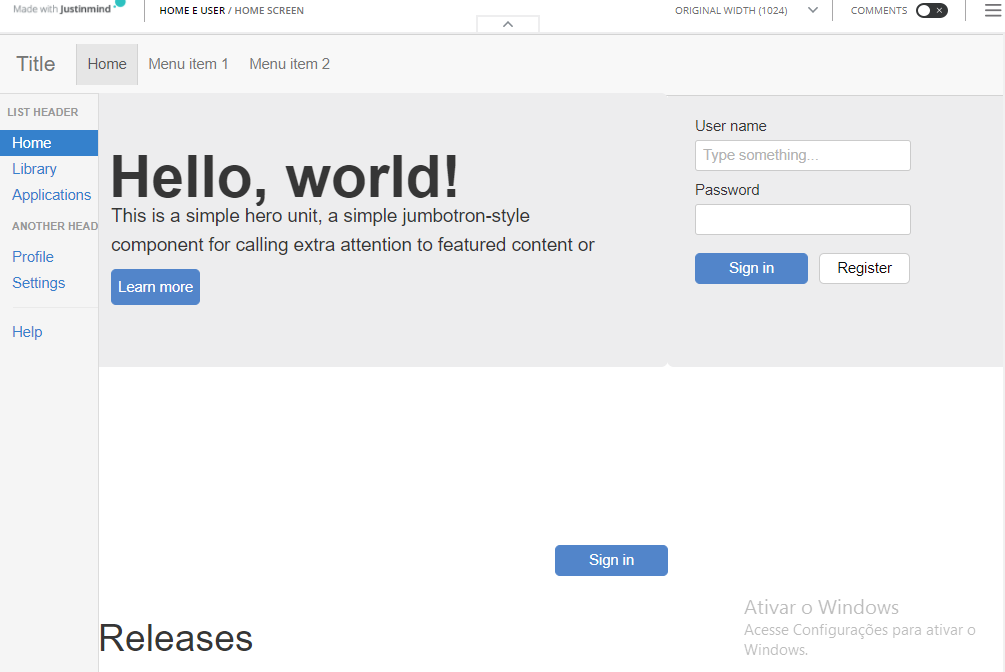 Made with Justinmind
HOME E USER / HOME SCREEN
ORIGINAL WIDTH (1024)
COMMENTS
Title
Home
Menu item 1
Menu item 2
LIST HEADER
Home
Library
Applications
ANOTHER HEAD
Profile
Settings
Help
Hello, world!
This is a simple hero unit, a simple jumbotron-style
component for calling extra attention to featured content or
Learn more
User name
Type something...
Password
Sign in
Register
Sign in
Releases
Ativar o Windows
Acesse Configurações para ativar o
Windows.